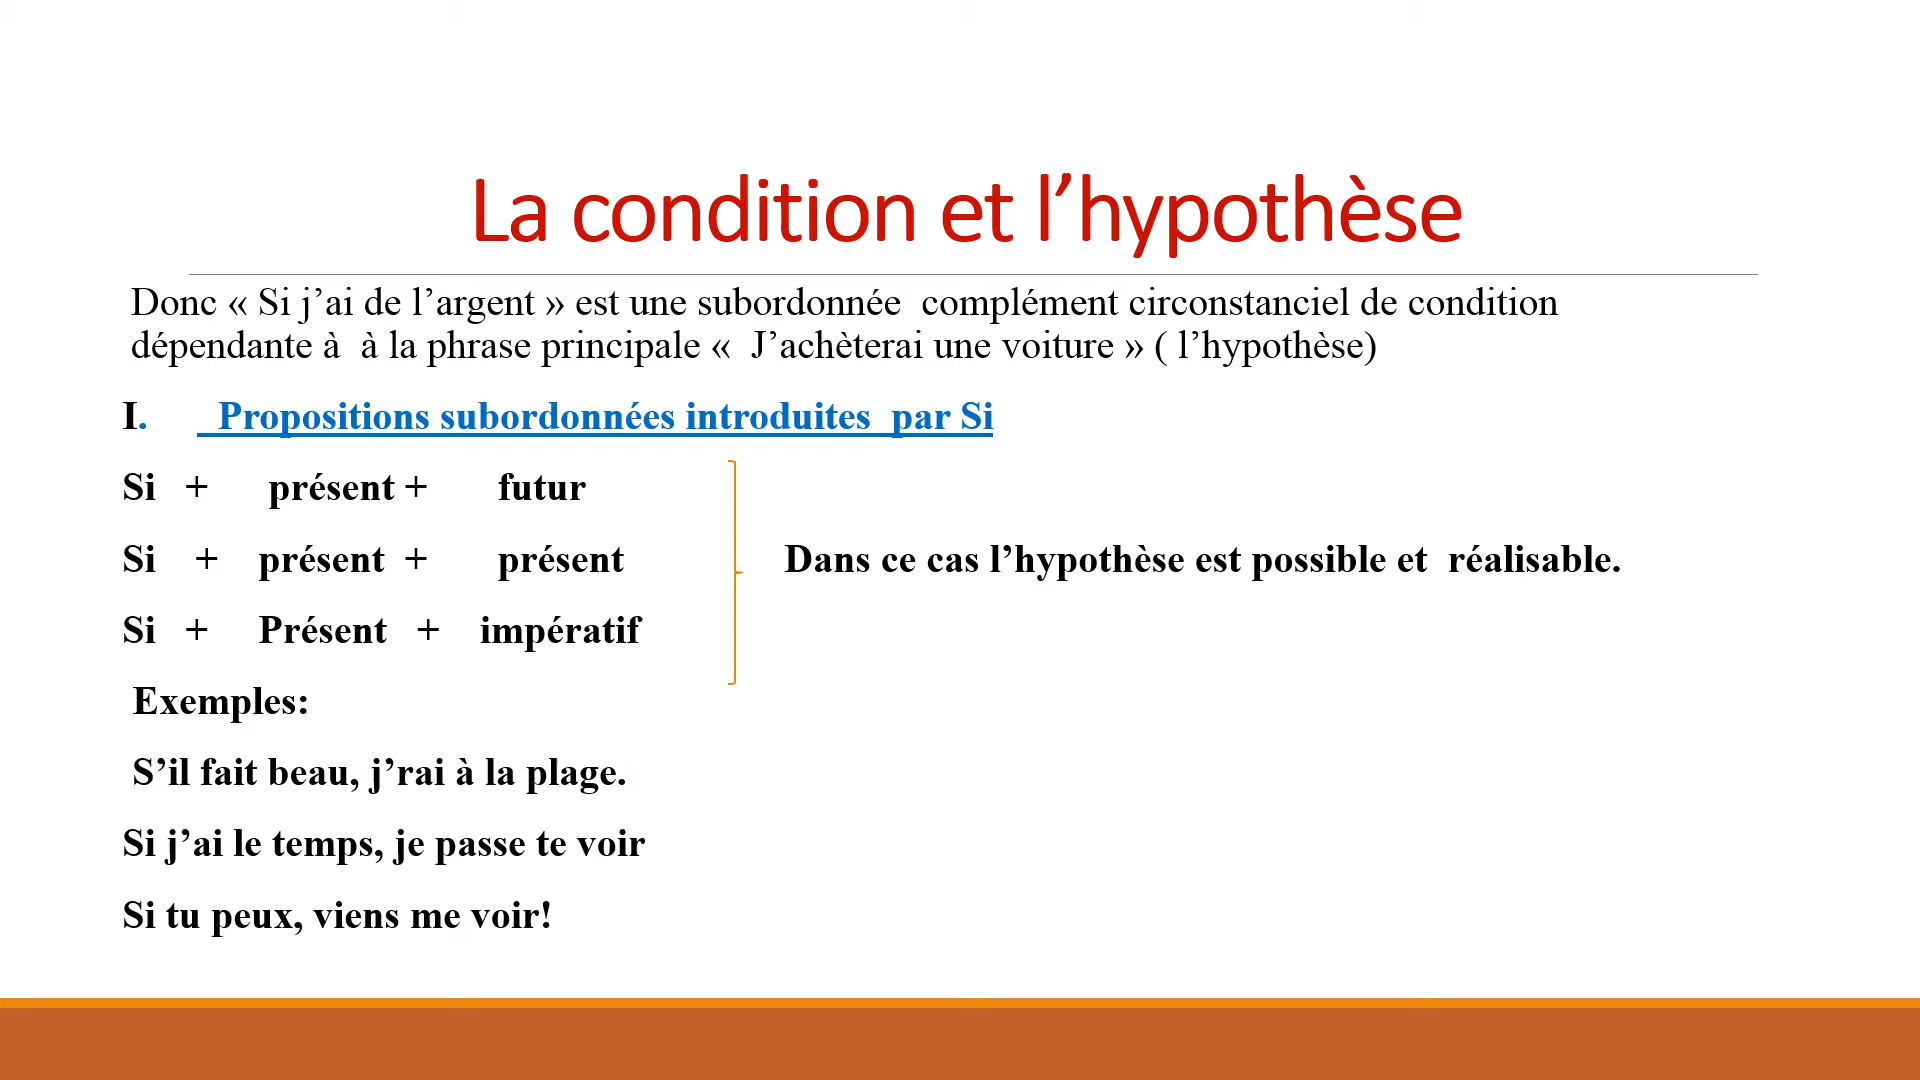 La condition et l’hypothèse
Donc « Si j’ai de l’argent » est une subordonnée complément circonstanciel de condition
dépendante à à la phrase principale « J’achèterai une voiture » ( l’hypothèse)
I. Propositions subordonnées introduites par Si
Si + présent + futur
Si + présent + présent Dans ce cas l’hypothèse est possible et réalisable.
Si + Présent + impératif
Exemples:
S’il fait beau, j’rai à la plage.
Si j’ai le temps, je passe te voir
Si tu peux, viens me voir!